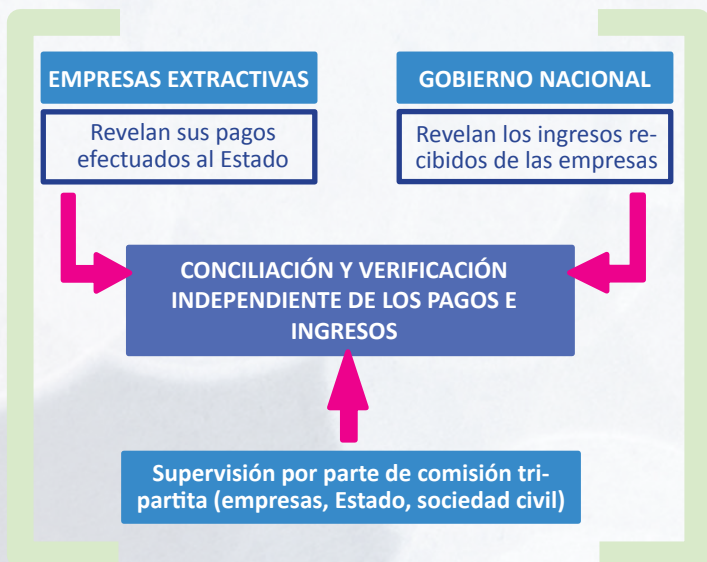 EMPRESAS EXTRACTIVAS
Revelan sus pagos
efectuados al Estado
GOBIERNO NACIONAL
Revelan los ingresos re-
cibidos de las empresas
CONCILIACIÓN Y VERIFICACIÓN
INDEPENDIENTE DE LOS PAGOS E
INGRESOS
Supervisión por parte de comisión tri-
partita (empresas, Estado, sociedad civil)